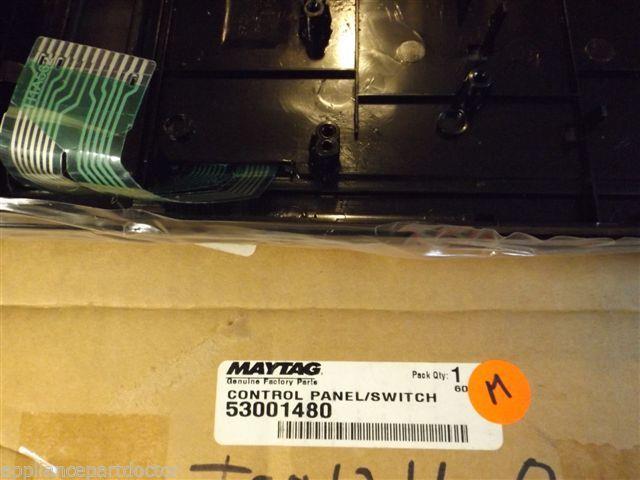 MAYTAG
Genuine Factory Parts
Pack Qty: 1
60
CONTROL PANEL/SWITCH
53001480
M
appliancepartdoctor